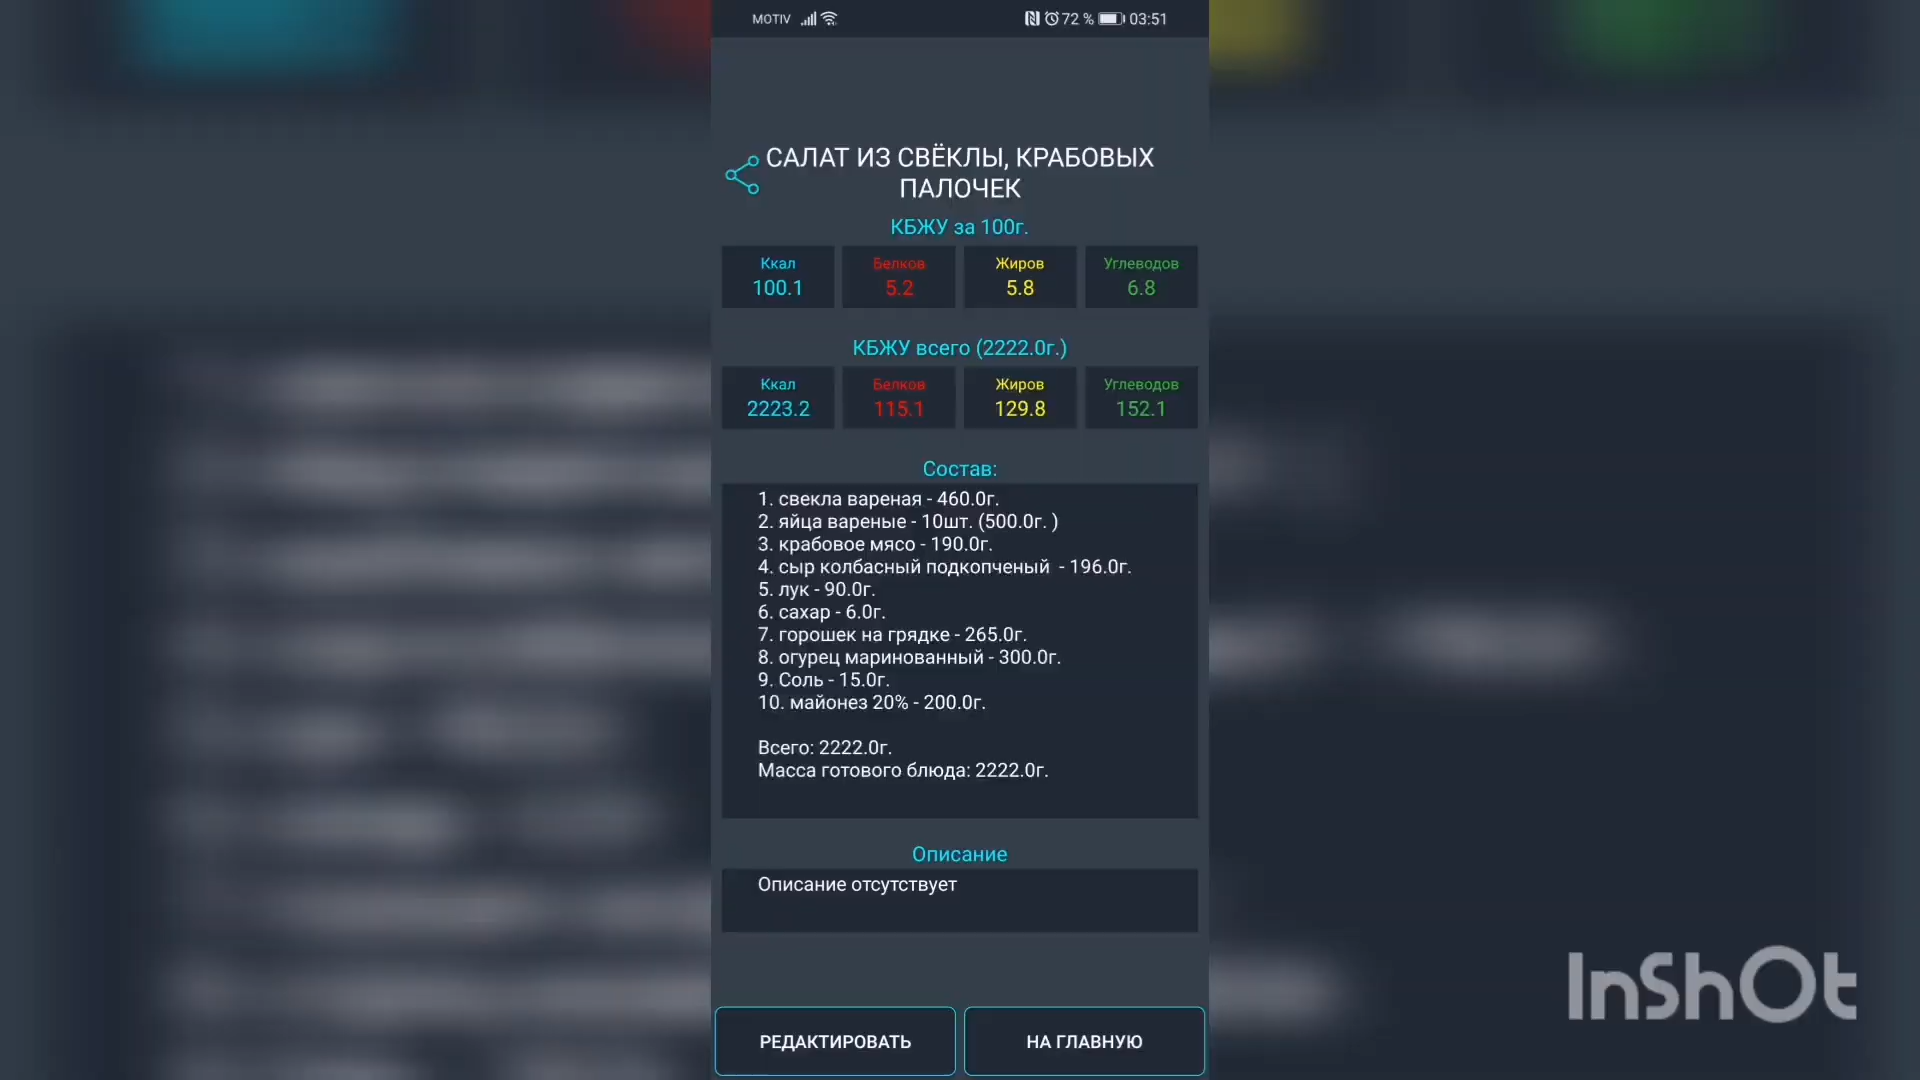 MOTIV 72 % 03:51
САЛАТ ИЗ СВЁКЛЫ, КРАБОВЫХ
ПАЛОЧЕК
КБЖУ за 100г.
Ккал Белков Жиров Углеводов
100.1 5.2 5.8 6.8
КБЖУ всего (2222.0г.)
Ккал Белков Жиров Углеводов
2223.2 115.1 129.8 152.1
Состав:
1. свекла вареная - 460.0г.
2. яйца вареные - 10шт. (500.0г. )
3. крабовое мясо - 190.0г.
4. сыр колбасный подкопченый  - 196.0г.
5. лук - 90.0г.
6. сахар - 6.0г.
7. горошек на грядке - 265.0г.
8. огурец маринованный - 300.0г.
9. Соль - 15.0г.
10. майонез 20% - 200.0г.
Всего: 2222.0г.
Масса готового блюда: 2222.0г.
Описание
Описание отсутствует
РЕДАКТИРОВАТЬ НА ГЛАВНУЮ
InShOt